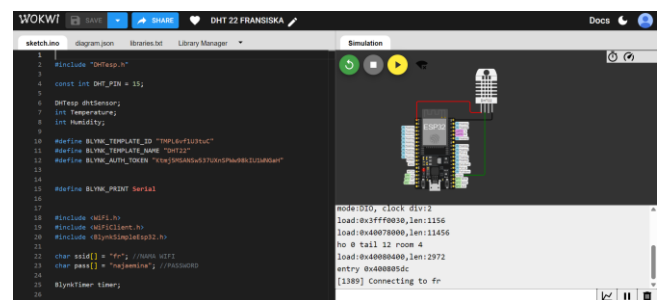 WOKWI SAVE SHARE DHT 22 FRANSISKA Docs
sketch.ino diagram.json libraries.txt Library Manager
Simulation
1
2 #include "DHTesp.h"
3
4 const int DHT_PIN = 15;
5
6 DHTesp dhtSensor;
7 int Temperature;
8 int Humidity;
9
10 #define BLYNK_TEMPLATE_ID "TMPL6vf1U3twC"
11 #define BLYNK_TEMPLATE_NAME "DHT22"
12 #define BLYNK_AUTH_TOKEN
13
14
15 #define BLYNK_PRINT Serial
16
17
18 #include <WiFi.h>
19 #include <WiFiClient.h>
20 #include <BlynkSimpleEsp32.h>
21
22 char ssid[] = "fr"; //NAMA WIFI
23 char pass[] = "najaemina"; //PASSWORD
24
25 BlynkTimer timer;
26
DHT22
ESP32
mode:DIO, clock div:2
load:0x3fff0030,len:1156
load:0x40078000,len:11456
ho 0 tail 12 room 4
load:0x40080400,len:2972
entry 0x400805dc
[1389] Connecting to fr